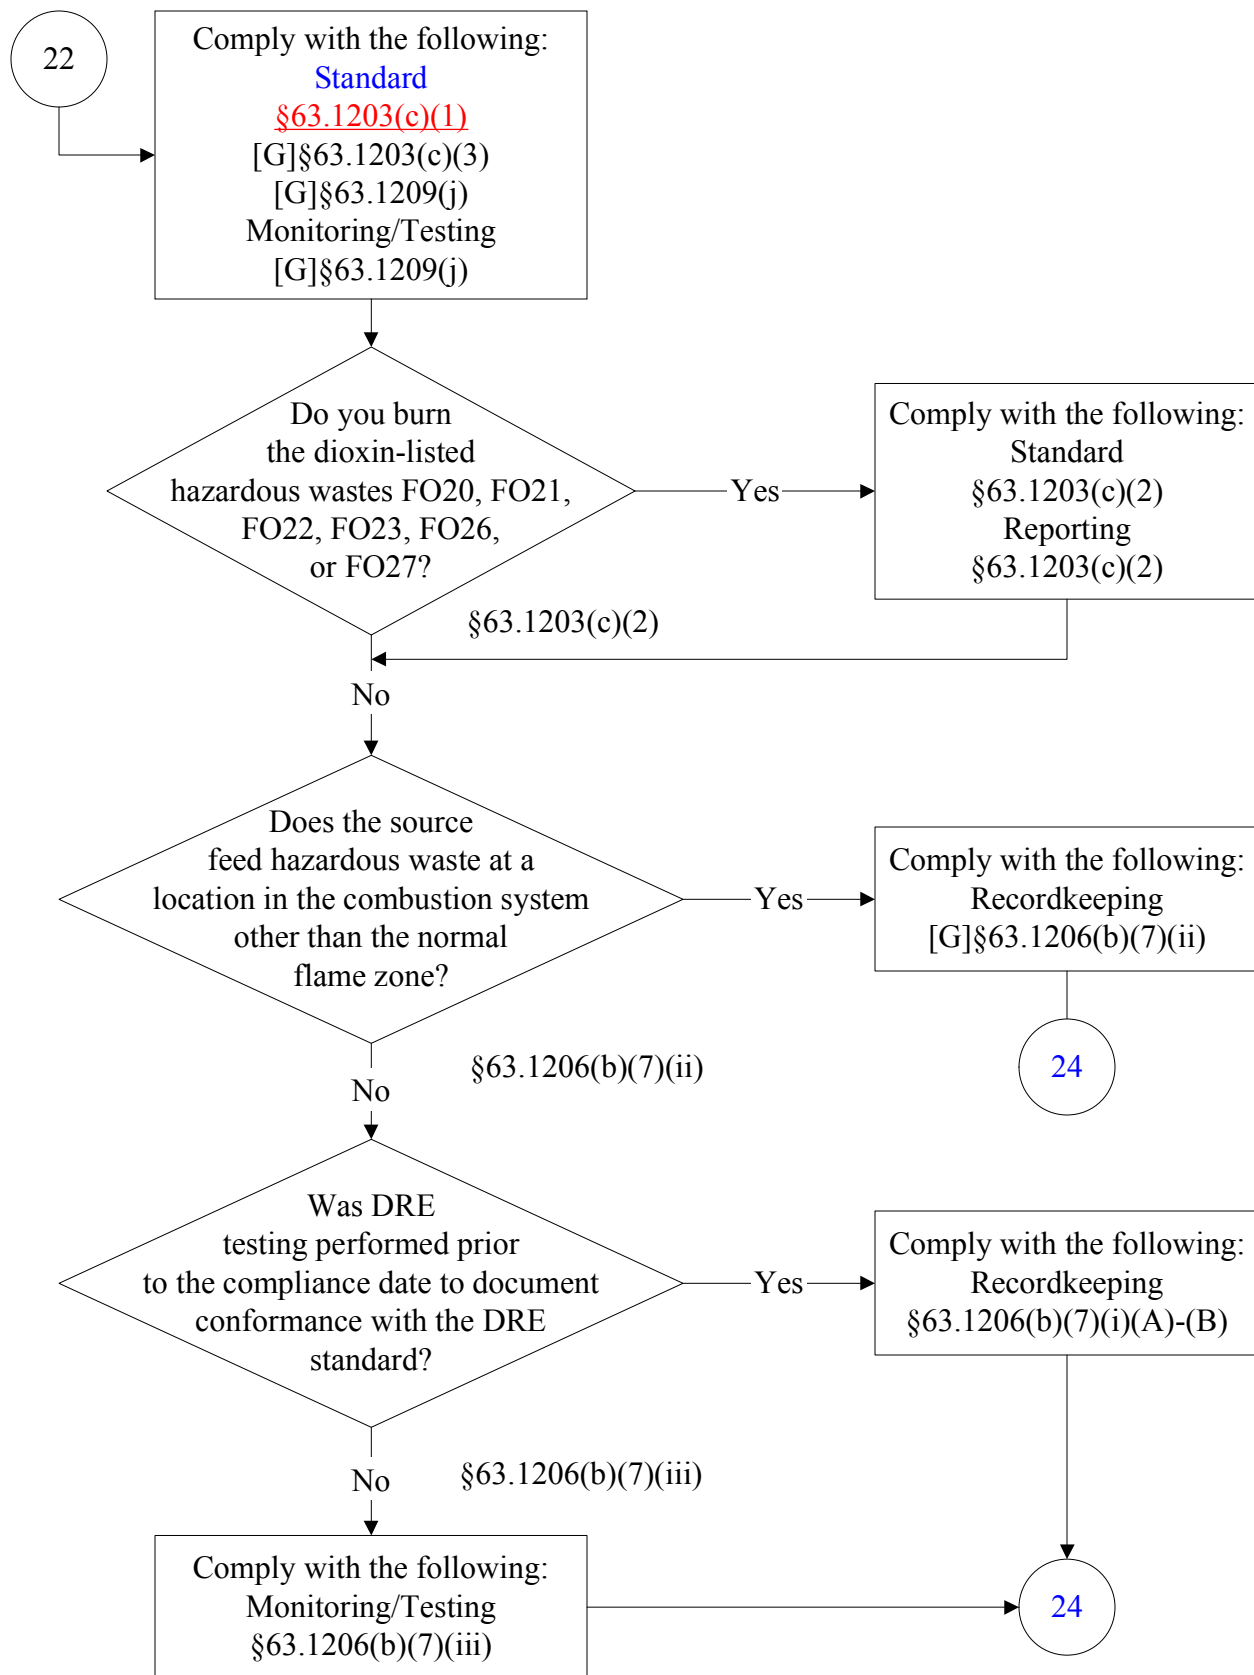 22
Comply with the following:
Standard
§63.1203(c)(1)
[G]§63.1203(c)(3)
[G]§63.1209(j)
Monitoring/Testing
[G]§63.1209(j)
Do you burn
the dioxin-listed
hazardous wastes FO20, FO21,
FO22, FO23, FO26,
or FO27?
Yes
Comply with the following:
Standard
§63.1203(c)(2)
Reporting
§63.1203(c)(2)
§63.1203(c)(2)
No
Does the source
feed hazardous waste at a
location in the combustion system
other than the normal
flame zone?
Yes
Comply with the following:
Recordkeeping
[G]§63.1206(b)(7)(ii)
24
§63.1206(b)(7)(ii)
No
Was DRE
testing performed prior
to the compliance date to document
conformance with the DRE
standard?
Yes
Comply with the following:
Recordkeeping
§63.1206(b)(7)(i)(A)-(B)
§63.1206(b)(7)(iii)
No
Comply with the following:
Monitoring/Testing
§63.1206(b)(7)(iii)
24